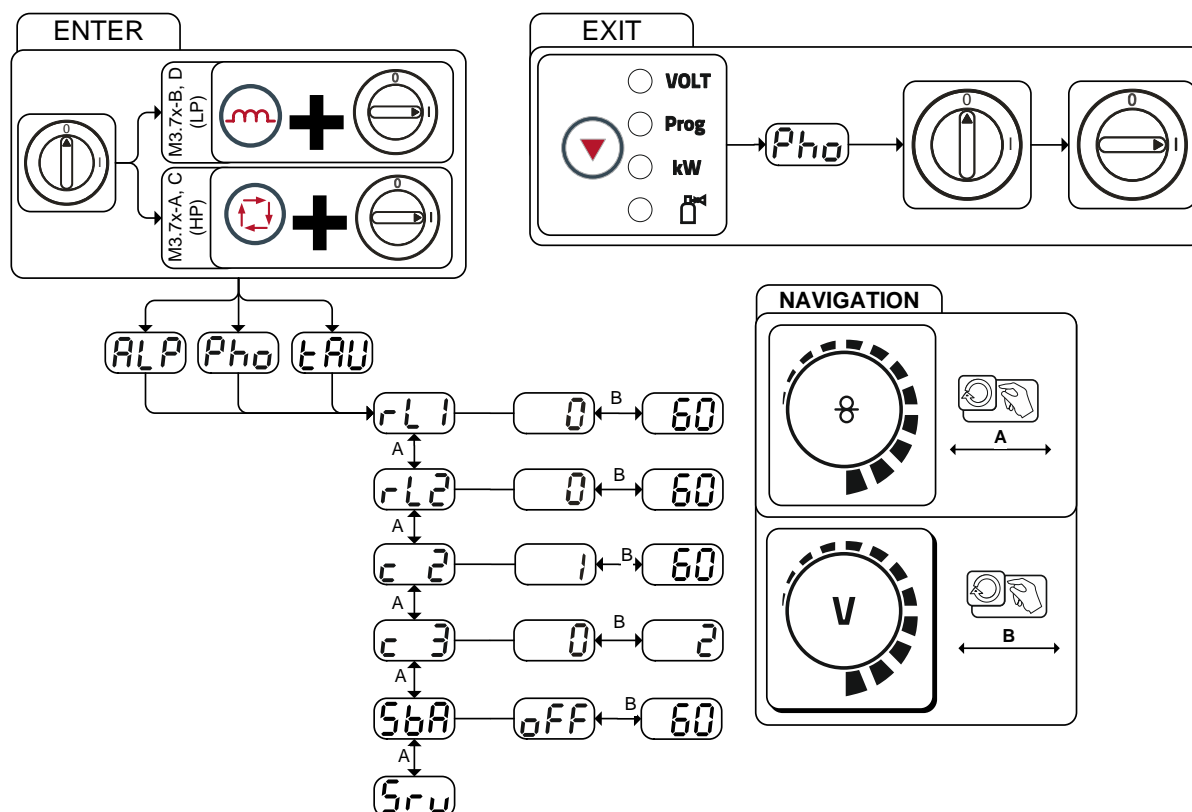 ENTER
0
I
M3.7x-B, D
(LP)
0
I
M3.7x-A, C
(HP)
0
I
EXIT
VOLT
Prog
kW
Pho
0
I
0
I
ALP
Pho
tAU
rL1
0
B
60
A
rL2
0
B
60
A
c 2
1
B
60
A
c 3
0
B
2
A
SbA
oFF
B
60
A
Srv
NAVIGATION
A
V
B